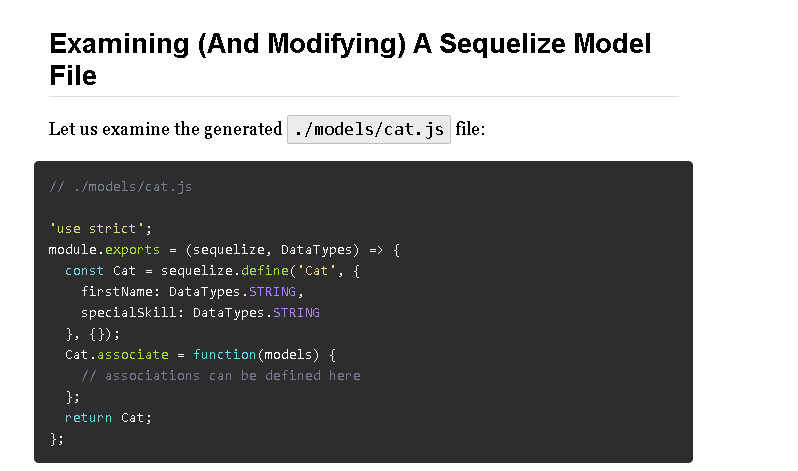 Examining (And Modifying) A Sequelize Model
File
Let us examine the generated ./models/cat.js file:
// ./models/cat.js
'use strict';
module.exports = (sequelize, DataTypes) => {
  const Cat = sequelize.define('Cat', {
    firstName: DataTypes.STRING,
    specialSkill: DataTypes.STRING
  }, {});
  Cat.associate = function(models) {
    // associations can be defined here
  };
  return Cat;
};